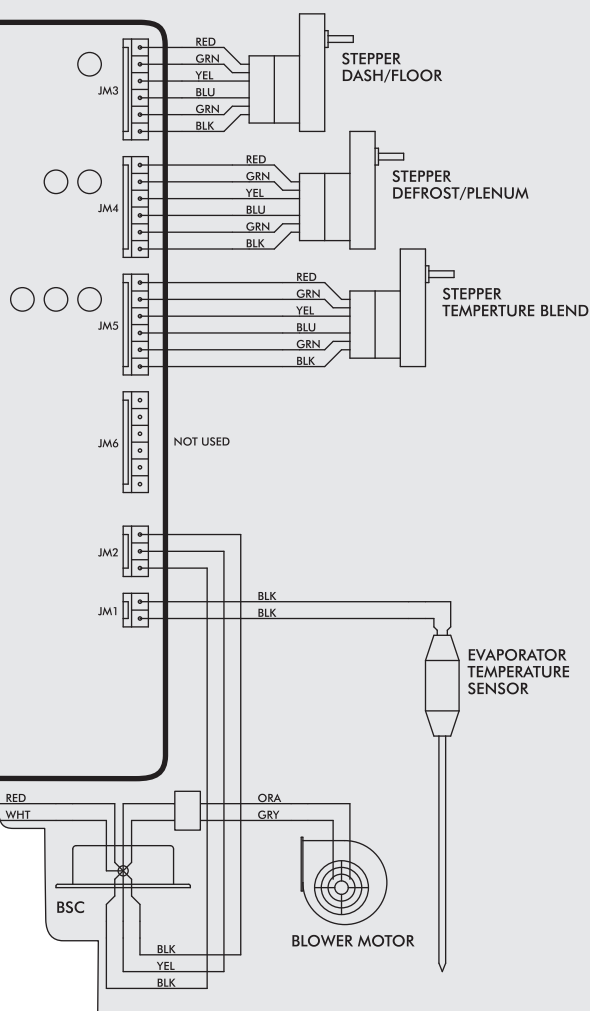 RED
GRN
YEL
BLU
GRN
BLK
JM3
STEPPER
DASH/FLOOR
RED
GRN
YEL
BLU
GRN
BLK
JM4
STEPPER
DEFROST/PLENUM
RED
GRN
YEL
BLU
GRN
BLK
JM5
STEPPER
TEMPERTURE BLEND
JM6
NOT USED
JM2
JM1
BLK
BLK
EVAPORATOR
TEMPERATURE
SENSOR
RED
WHT
ORA
GRY
BSC
BLOWER MOTOR
BLK
YEL
BLK